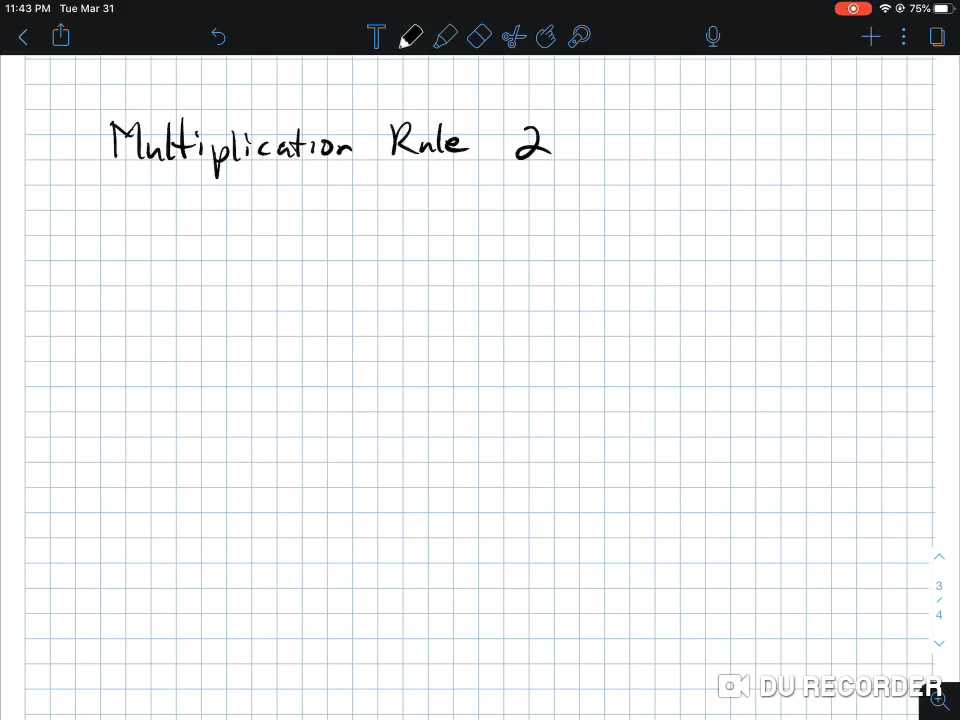 11:43 PM Tue Mar 31 75%
Multiplication Rule 2
3
4
DU RECORDER